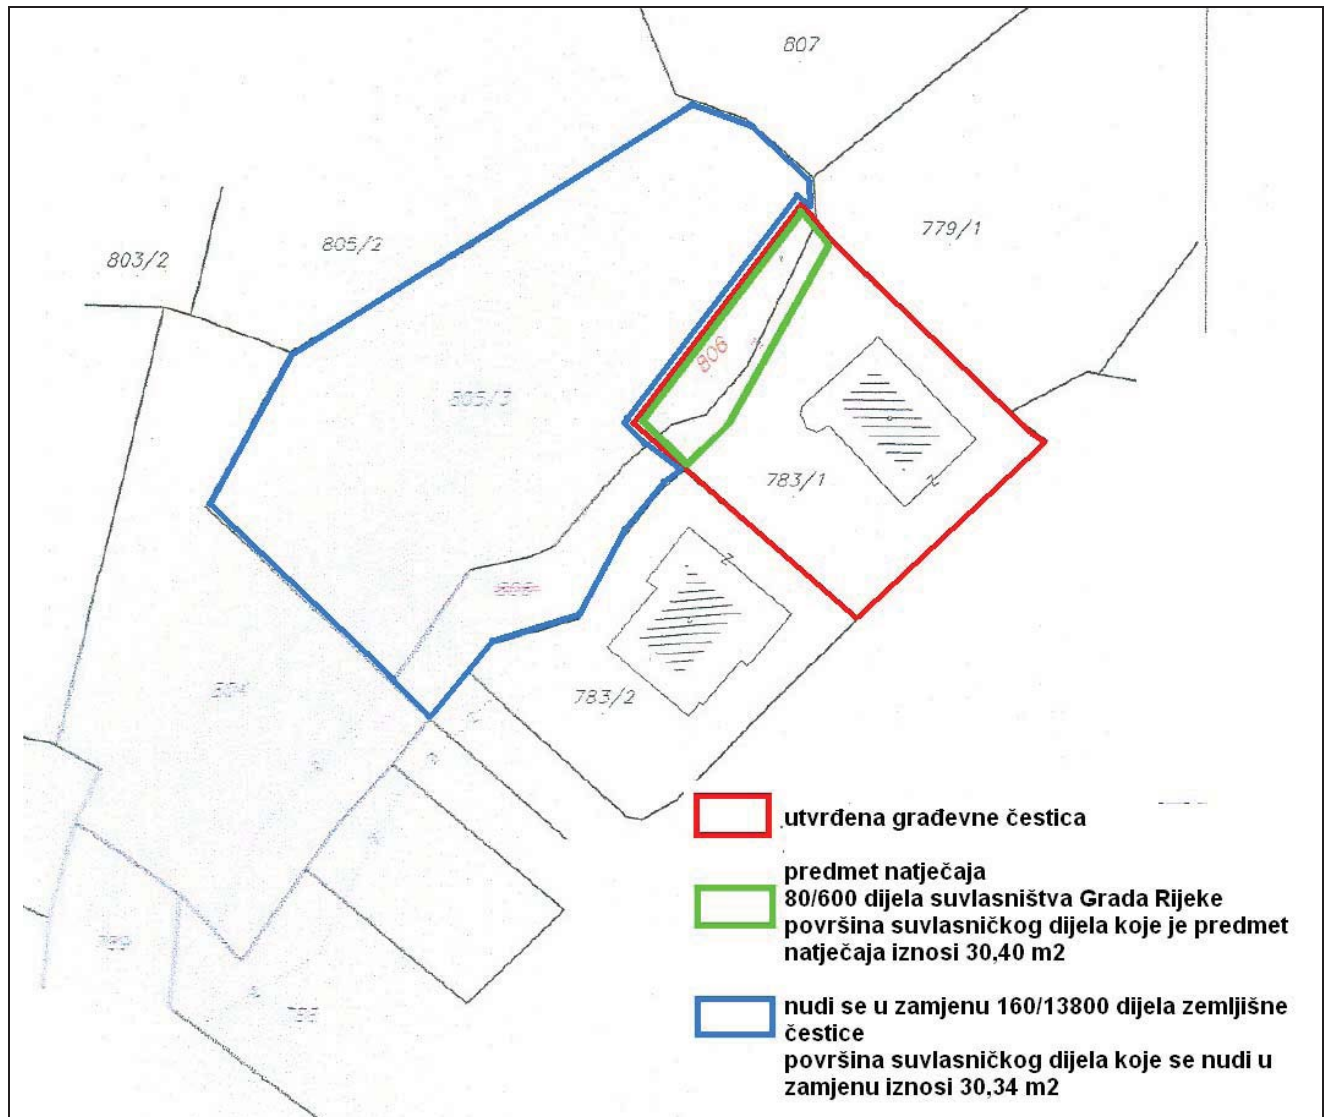 807
779/1
805/2
803/2
806
805/3
783/1
783/2
804
789
utvrđena građevne čestica
predmet natječaja
80/600 dijela suvlasništva Grada Rijeke
površina suvlasničkog dijela koje je predmet
natječaja iznosi 30,40 m2
nudi se u zamjenu 160/13800 dijela zemljišne
čestice
površina suvlasničkog dijela koje se nudi u
zamjenu iznosi 30,34 m2